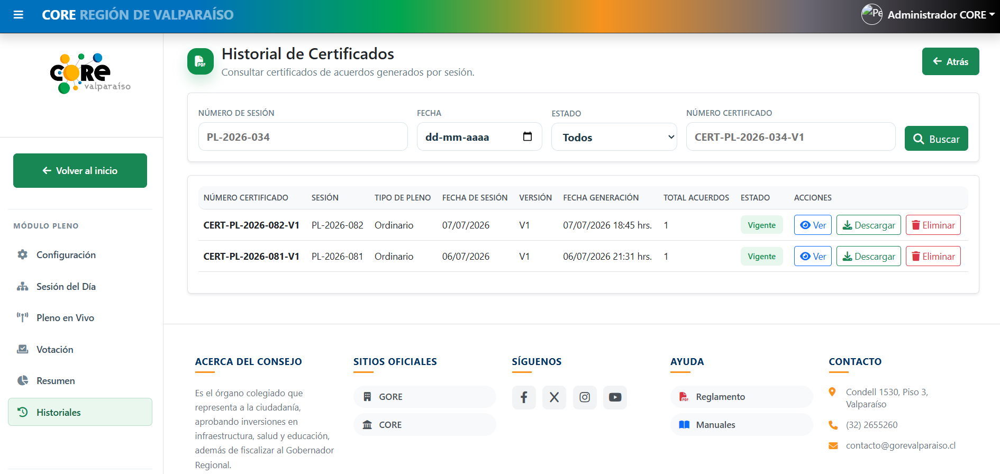 CORE REGIÓN DE VALPARAÍSO
Pe
Administrador CORE
CORe
valparaíso
Volver al inicio
MÓDULO PLENO
Configuración
Sesión del Día
Pleno en Vivo
Votación
Resumen
Historiales
PDF
Historial de Certificados
Consultar certificados de acuerdos generados por sesión.
Atrás
NÚMERO DE SESIÓN FECHA ESTADO NÚMERO CERTIFICADO
PL-2026-034 dd-mm-aaaa Todos CERT-PL-2026-034-V1 Buscar
NÚMERO CERTIFICADO SESIÓN TIPO DE PLENO FECHA DE SESIÓN VERSIÓN FECHA GENERACIÓN TOTAL ACUERDOS ESTADO ACCIONES
CERT-PL-2026-082-V1 PL-2026-082 Ordinario 07/07/2026 V1 07/07/2026 18:45 hrs. 1 Vigente Ver Descargar Eliminar
CERT-PL-2026-081-V1 PL-2026-081 Ordinario 06/07/2026 V1 06/07/2026 21:31 hrs. 1 Vigente Ver Descargar Eliminar
ACERCA DEL CONSEJO
Es el órgano colegiado que
representa a la ciudadanía,
aprobando inversiones en
infraestructura, salud y educación,
además de fiscalizar al Gobernador
Regional.
SITIOS OFICIALES
GORE
CORE
SÍGUENOS
AYUDA
PDF
Reglamento
Manuales
CONTACTO
Condell 1530, Piso 3,
Valparaíso
(32) 2655260
contacto@gorevalparaiso.cl